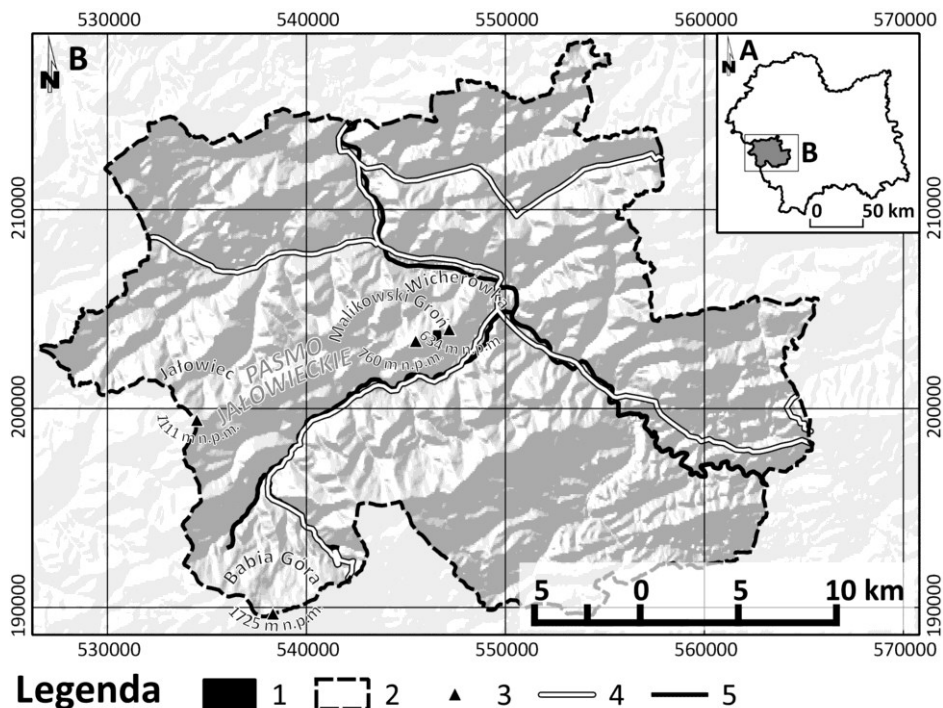 530000 540000 550000 560000 570000
N B
N A
B
0 50 km
210000 210000
Wicherów
Malikowski Groń
634 m n.p.m
760 m n.p.m
Jałowiec
PASMO
JAŁOWIECKIE
1111 m n.p.m.
200000 200000
Babia Góra
1725 m n.p.m
5 0 5 10 km
190000 190000
530000 540000 550000 560000 570000
Legenda 1 2 3 4 5